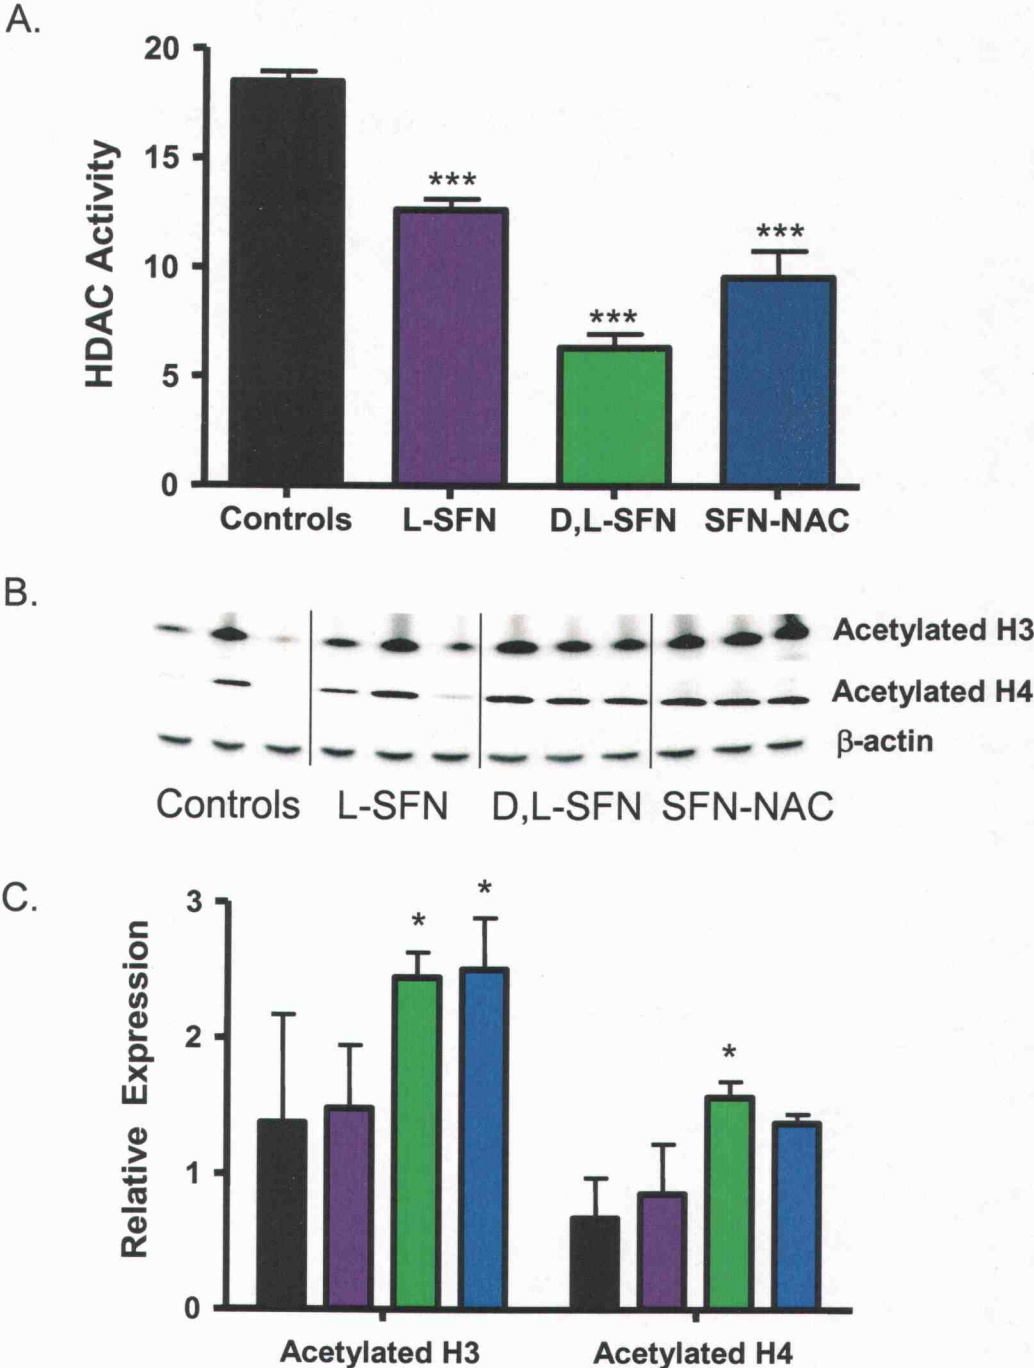 A.
20
15
10
5
0
HDAC Activity
***
***
***
Controls L-SFN D,L-SFN SFN-NAC
B.
Acetylated H3
Acetylated H4
β-actin
Controls L-SFN D,L-SFN SFN-NAC
C.
3
2
1
0
Relative Expression
*
*
*
Acetylated H3 Acetylated H4